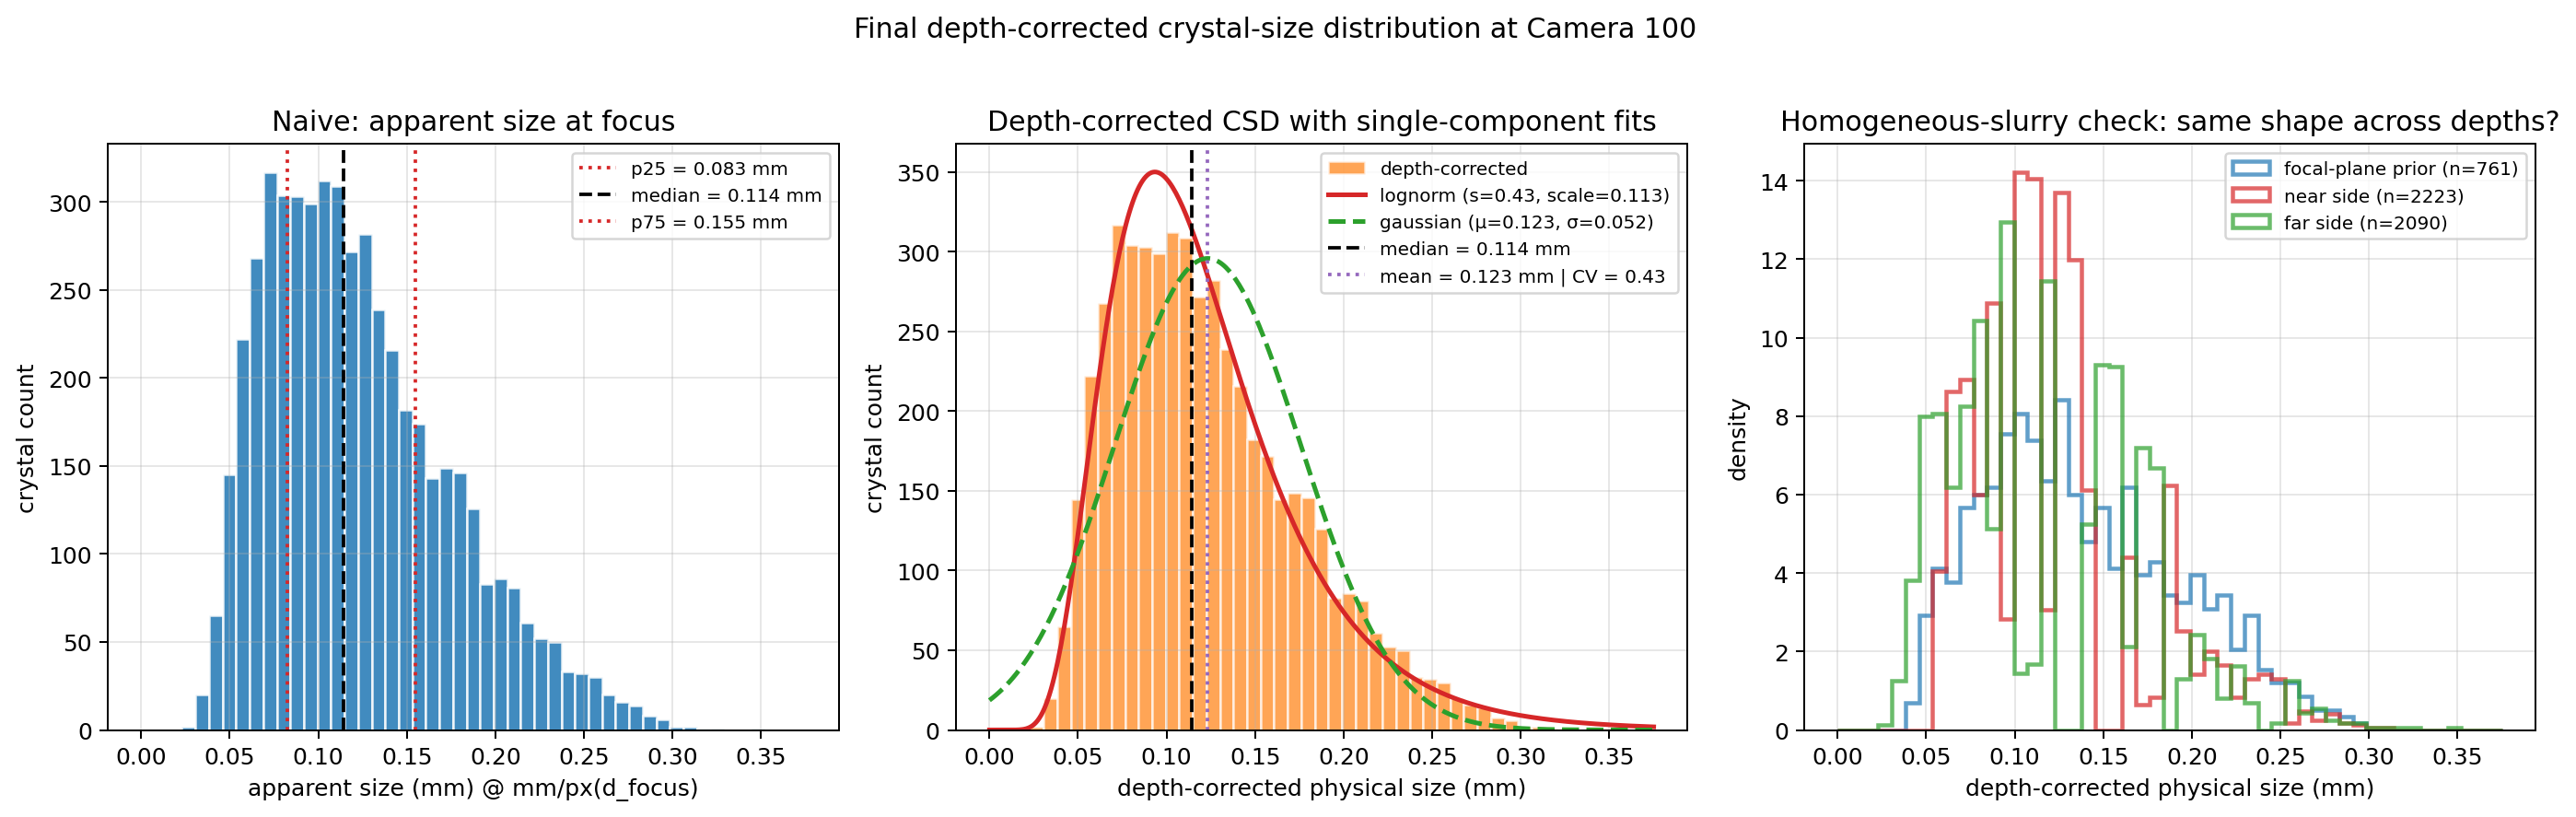 Final depth-corrected crystal-size distribution at Camera 100
Naive: apparent size at focus
p25 = 0.083 mm
median = 0.114 mm
p75 = 0.155 mm
crystal count
300
250
200
150
100
50
0
0.00 0.05 0.10 0.15 0.20 0.25 0.30 0.35
apparent size (mm) @ mm/px(d_focus)
Depth-corrected CSD with single-component fits
depth-corrected
lognorm (s=0.43, scale=0.113)
gaussian (μ=0.123, σ=0.052)
median = 0.114 mm
mean = 0.123 mm | CV = 0.43
crystal count
350
300
250
200
150
100
50
0
0.00 0.05 0.10 0.15 0.20 0.25 0.30 0.35
depth-corrected physical size (mm)
Homogeneous-slurry check: same shape across depths?
focal-plane prior (n=761)
near side (n=2223)
far side (n=2090)
density
14
12
10
8
6
4
2
0
0.00 0.05 0.10 0.15 0.20 0.25 0.30 0.35
depth-corrected physical size (mm)